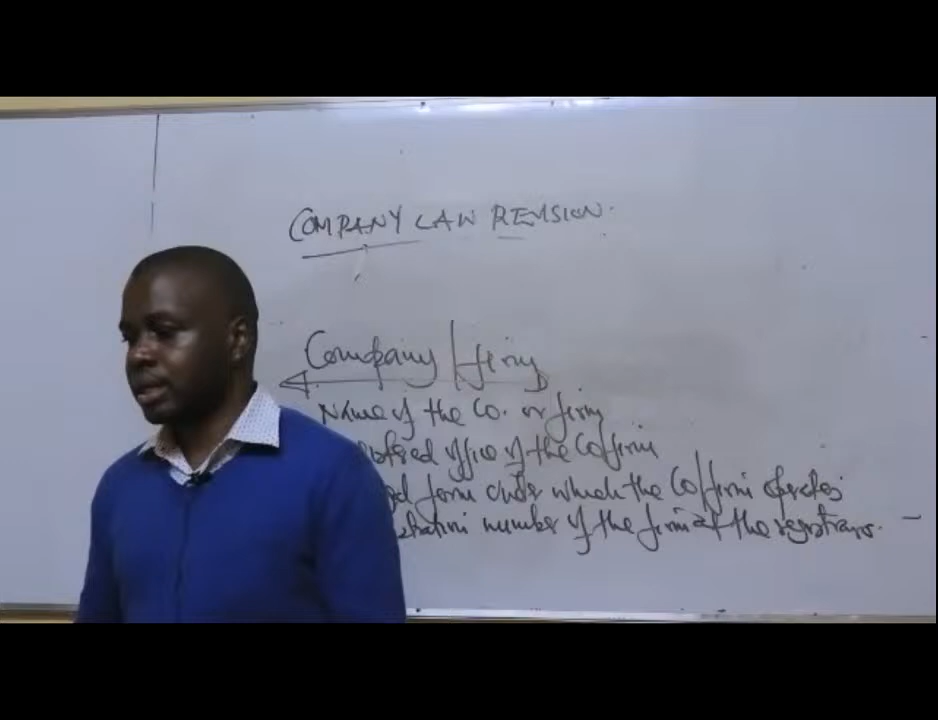 COMPANY LAW REVISION.
Company / firm
Name of the Co. or firm
office of the Co/firm
form under which the Co/firm operates
number of the firm at the registrars.